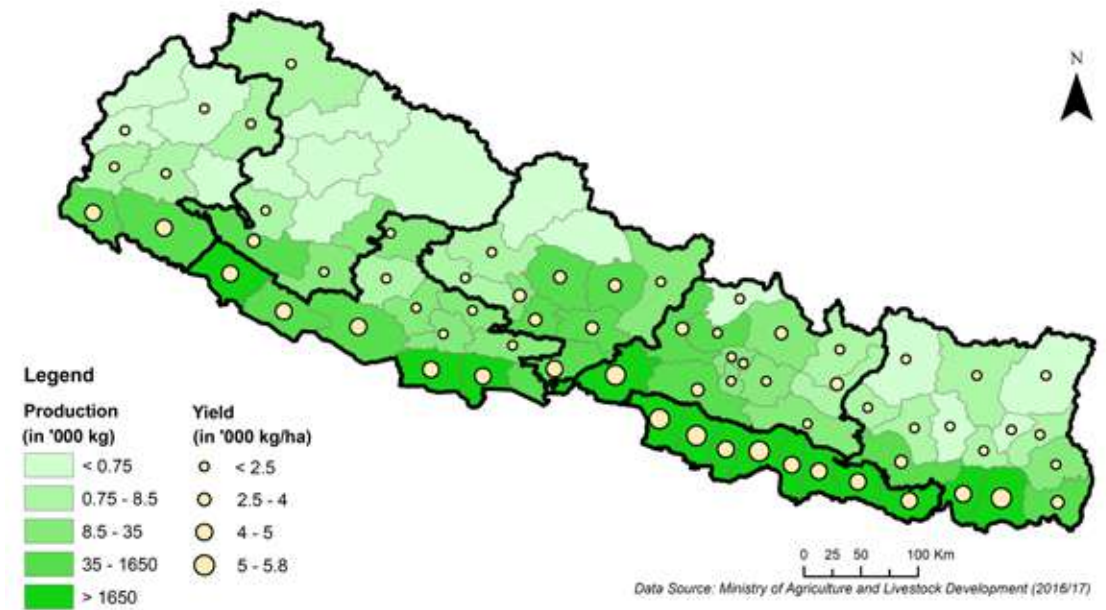 N
Legend
Production
(in '000 kg)
< 0.75
0.75 - 8.5
8.5 - 35
35 - 1650
> 1650
Yield
(in '000 kg/ha)
< 2.5
2.5 - 4
4 - 5
5 - 5.8
0 25 50 100 Km
Data Source: Ministry of Agriculture and Livestock Development (2016/17)